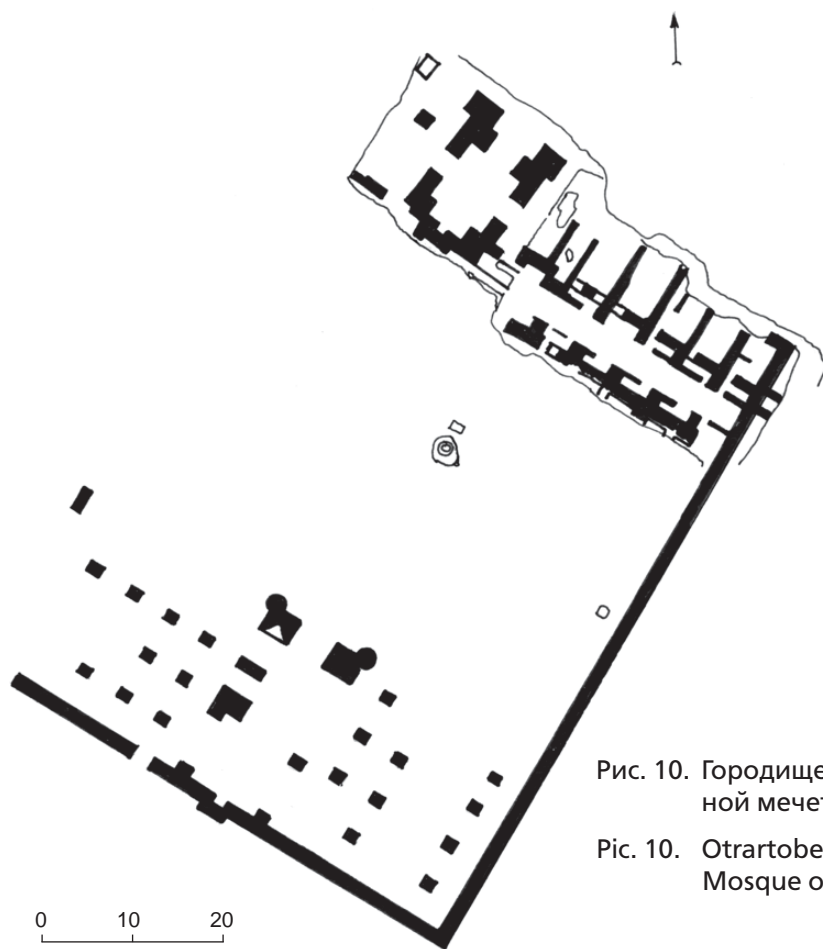 Рис. 10. Городище
ной мечет
Pic. 10. Otrartobe
Mosque o
0 10 20